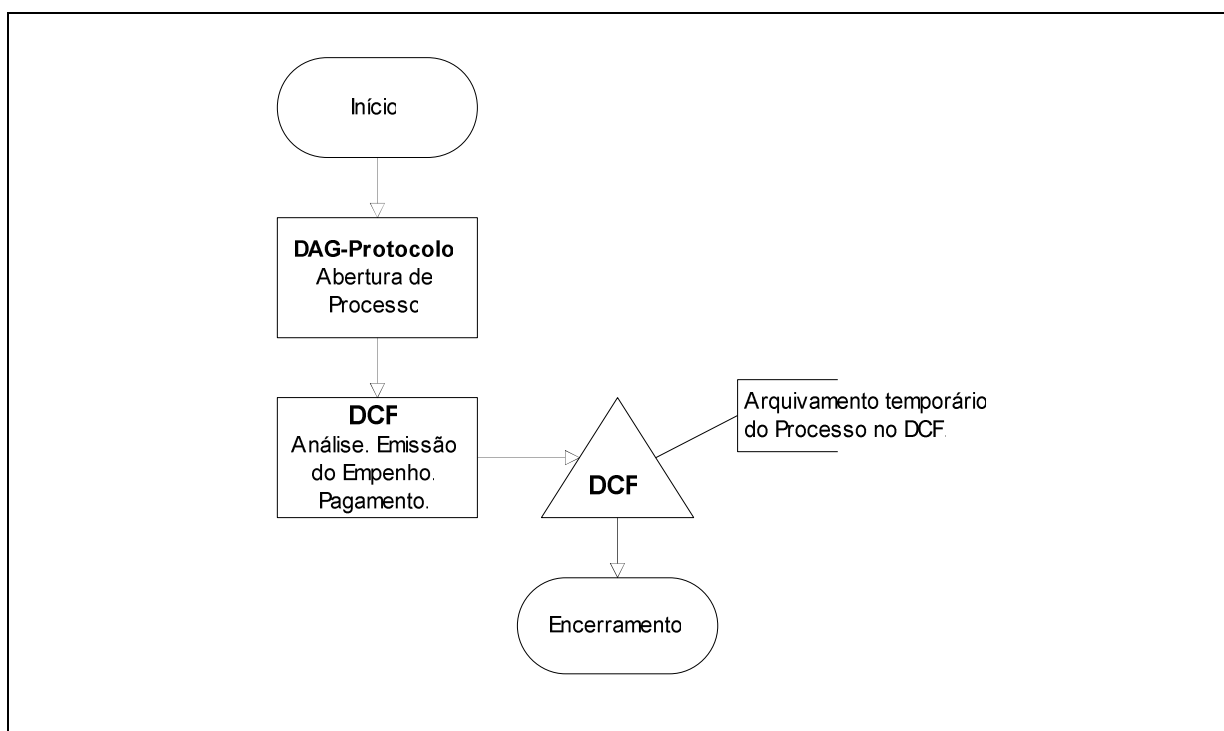 Início
DAG-Protocolo
Abertura de
Processo
DCF
Análise. Emissão
do Empenho.
Pagamento.
DCF
Arquivamento temporário
do Processo no DCF.
Encerramento